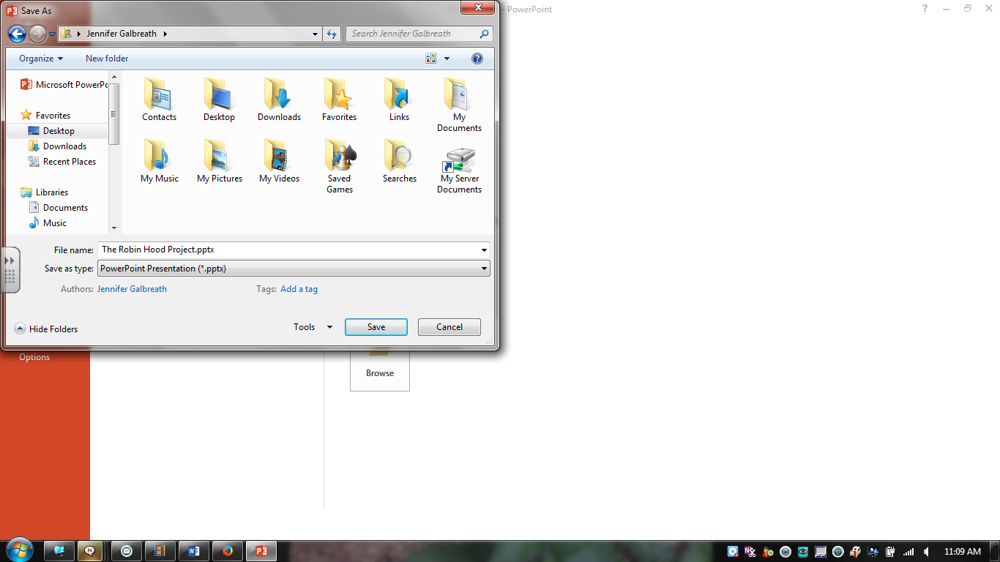 Save As
- PowerPoint
?
Jennifer Galbreath
Search Jennifer Galbreath
Organize
New folder
Microsoft PowerPo
Favorites
Desktop
Downloads
Recent Places
Libraries
Documents
Music
Contacts
Desktop
Downloads
Favorites
Links
My
Documents
My Music
My Pictures
My Videos
Saved
Games
Searches
My Server
Documents
File name: The Robin Hood Project.pptx
Save as type: PowerPoint Presentation (*.pptx)
Authors: Jennifer Galbreath Tags: Add a tag
Hide Folders
Tools
Save
Cancel
Options
Browse
11:09 AM